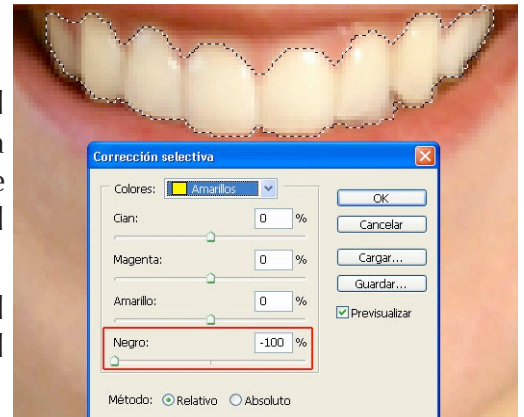 Corrección selectiva
Colores: Amarillos
OK
Cian: 0 %
Cancelar
Magenta: 0 %
Cargar...
Guardar...
Amarillo: 0 %
Previsualizar
Negro: -100 %
Método: Relativo Absoluto